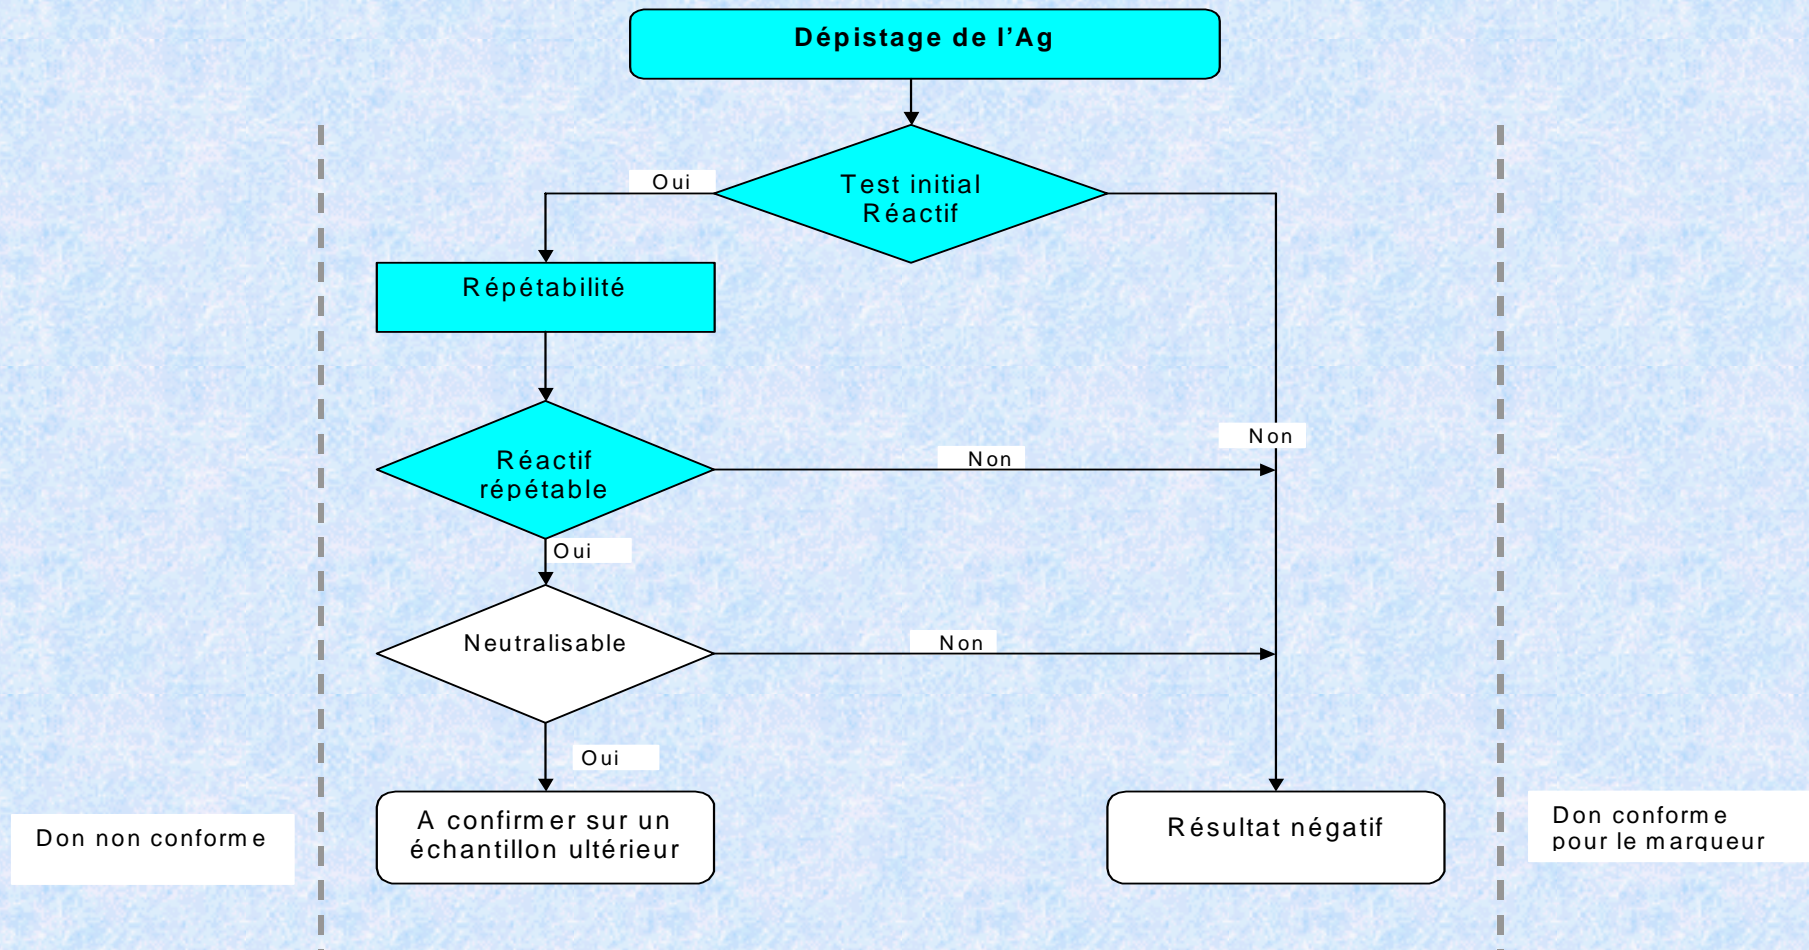 Dépistage de l'Ag
Oui
Test initial
Réactif
Répétabilité
Non
Réactif
répétable
Non
Oui
Neutralisable
Non
Oui
A confirmer sur un
échantillon ultérieur
Résultat négatif
Don non conforme
Don conforme
pour le marqueur